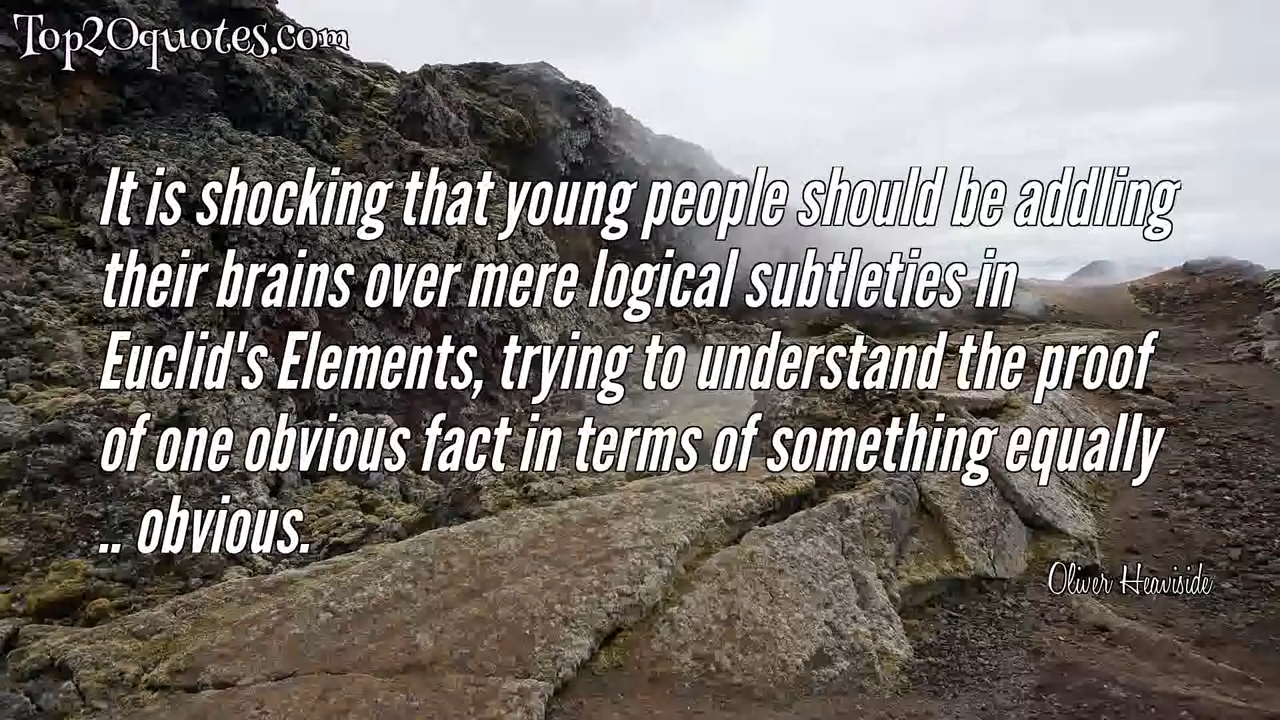 Top20quotes.com
It is shocking that young people should be addling
their brains over mere logical subtleties in
Euclid's Elements, trying to understand the proof
of one obvious fact in terms of something equally
.. obvious.
Oliver Heaviside